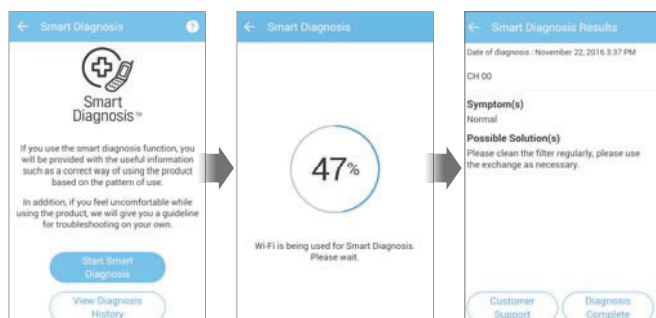 Smart Diagnosis
?
Smart
Diagnosis™
If you use the smart diagnosis function, you
will be provided with the useful information
such as a correct way of using the product
based on the pattern of use.
In addition, if you feel uncomfortable while
using the product, we will give you a guideline
for troubleshooting on your own.
Start Smart
Diagnosis
View Diagnosis
History
Smart Diagnosis
47%
Wi-Fi is being used for Smart Diagnosis.
Please wait.
Smart Diagnosis Results
Date of diagnosis : November 22, 2016 3:37 PM
CH 00
Symptom(s)
Normal
Possible Solution(s)
Please clean the filter regularly, please use
the exchange as necessary.
Customer
Support
Diagnosis
Complete